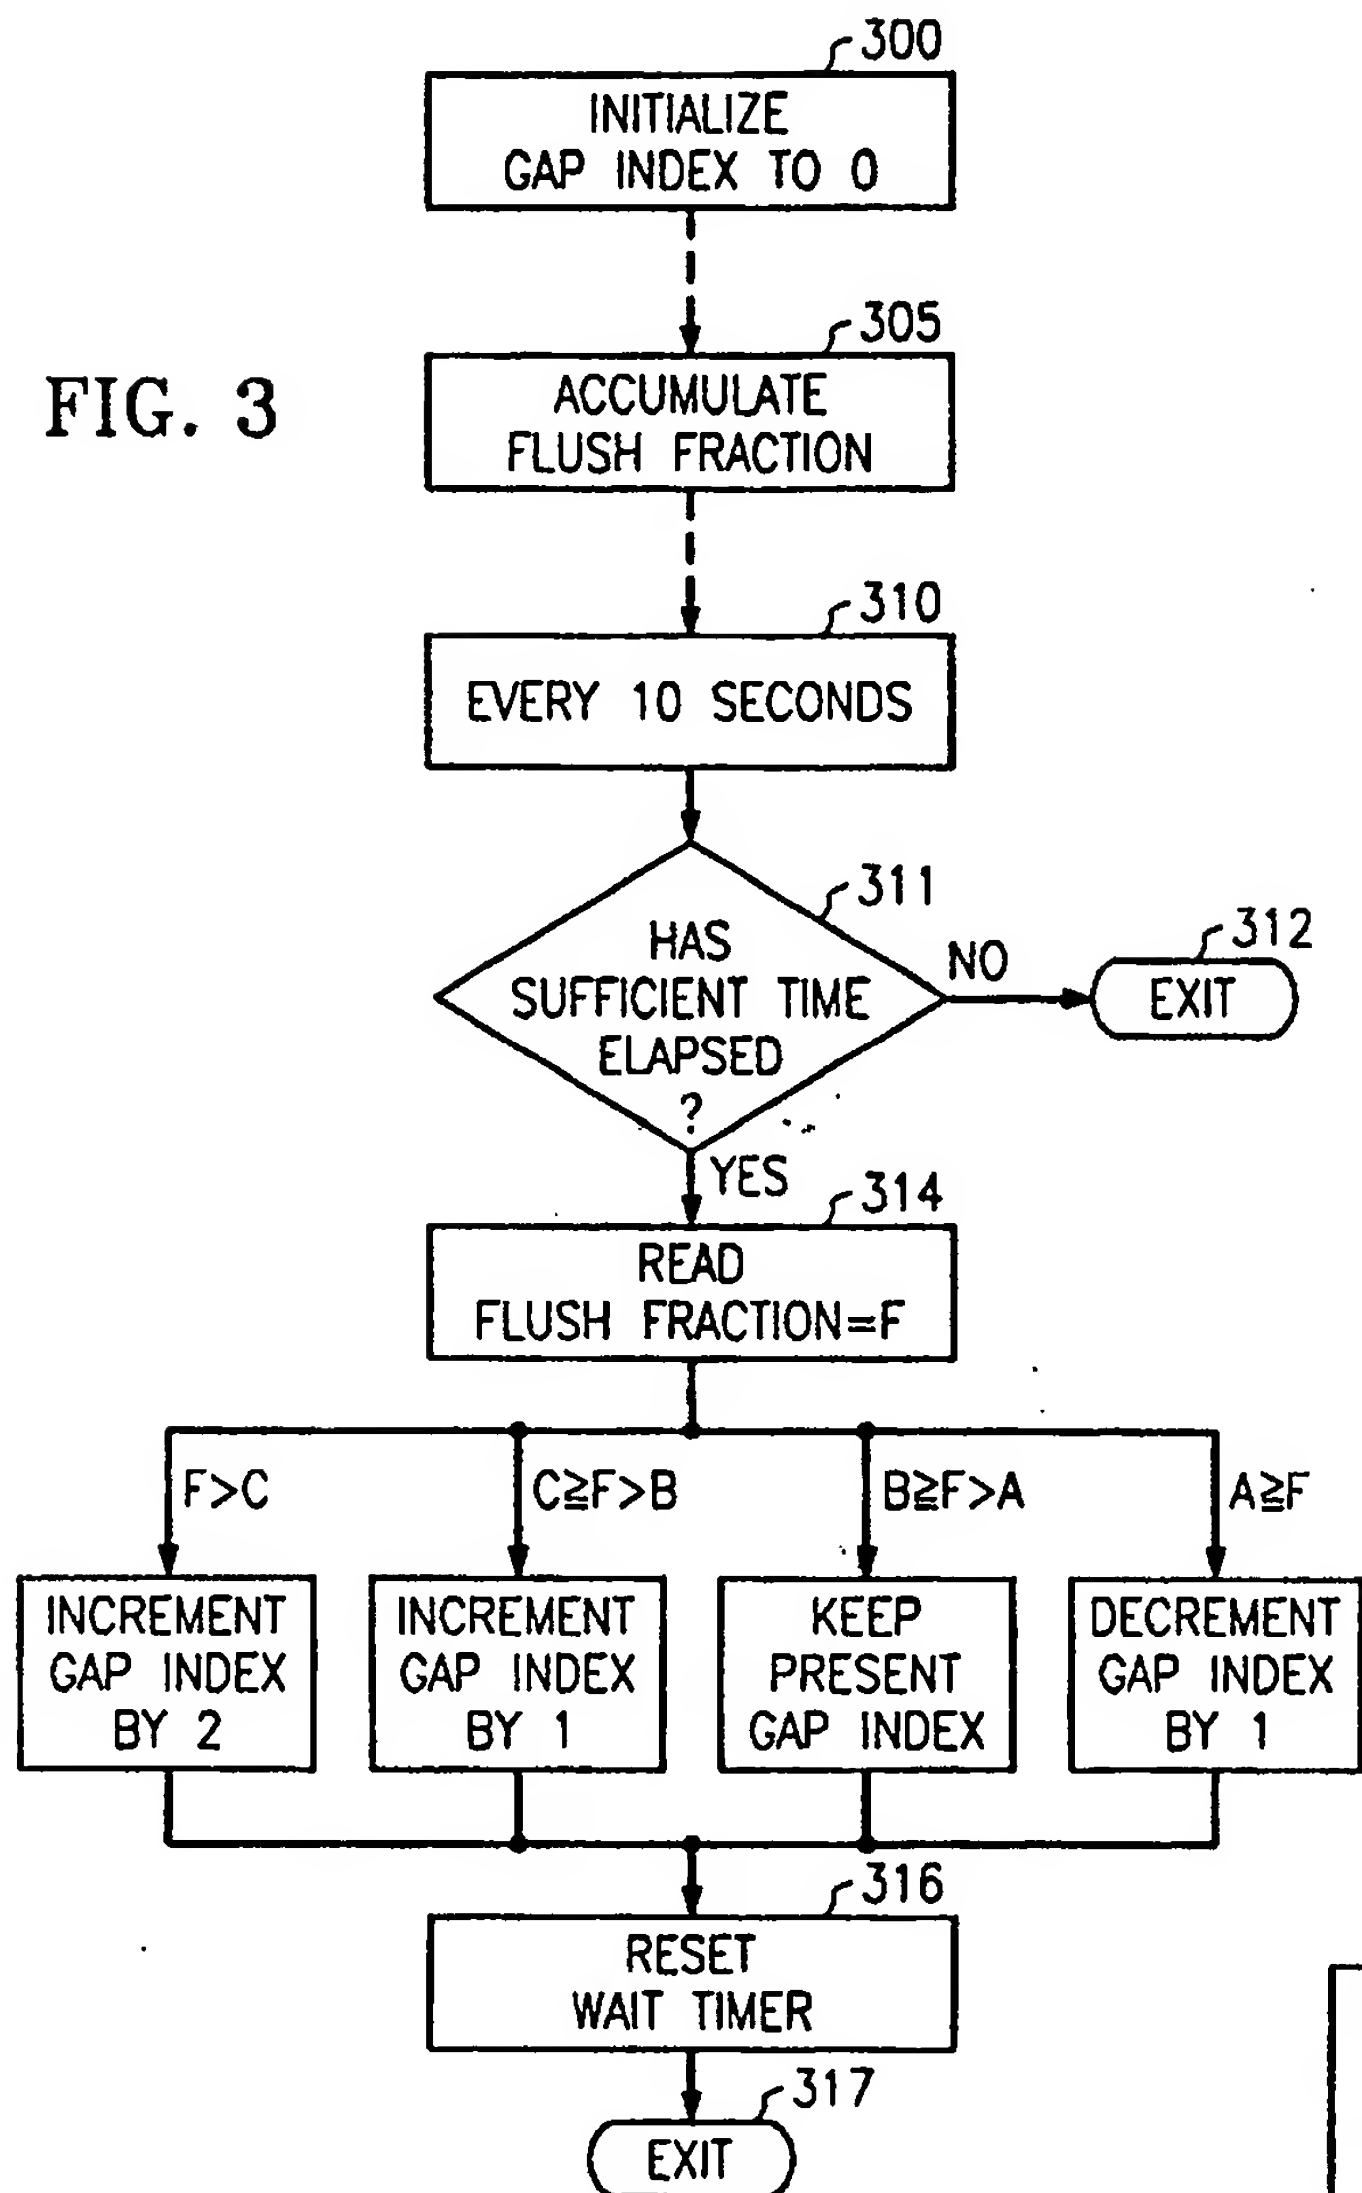 300
INITIALIZE
GAP INDEX TO 0
305
FIG. 3
ACCUMULATE
FLUSH FRACTION
310
EVERY 10 SECONDS
311
HAS
SUFFICIENT TIME
ELAPSED
?
NO
312
EXIT
YES
314
READ
FLUSH FRACTION=F
F>C
C≧F>B
B≧F>A
A≧F
INCREMENT
GAP INDEX
BY 2
INCREMENT
GAP INDEX
BY 1
KEEP
PRESENT
GAP INDEX
DECREMENT
GAP INDEX
BY 1
316
RESET
WAIT TIMER
317
EXIT